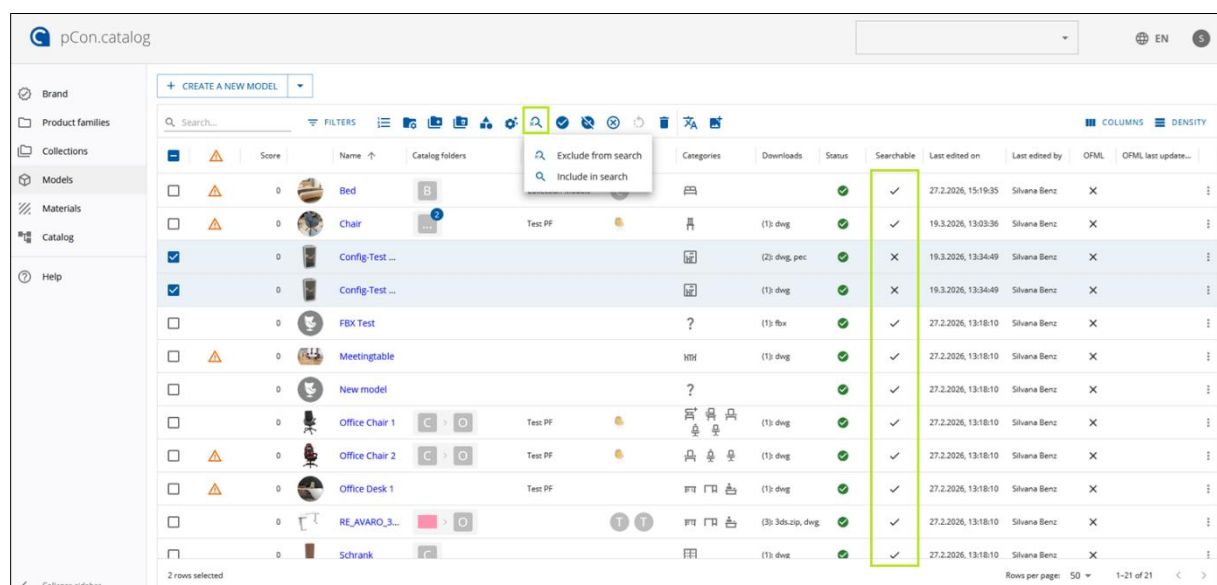 pCon.catalog
EN S
Brand
Product families
Collections
Models
Materials
Catalog
Help
+ CREATE A NEW MODEL
Search... FILTERS COLUMNS DENSITY
Exclude from search
Include in search
Score Name Catalog folders Categories Downloads Status Searchable Last edited on Last edited by OFML OFML last update...
0 Bed B 27.2.2026, 15:19:35 Silvana Benz
0 Chair ... 2 Test PF (1): dwg 19.3.2026, 13:03:36 Silvana Benz
0 Config-Test ... (2): dwg, pec 19.3.2026, 13:34:49 Silvana Benz
0 Config-Test ... (1): dwg 19.3.2026, 13:34:49 Silvana Benz
0 FBX Test ? (1): fbx 27.2.2026, 13:18:10 Silvana Benz
0 Meetingtable (1): dwg 27.2.2026, 13:18:10 Silvana Benz
0 New model ? 27.2.2026, 13:18:10 Silvana Benz
0 Office Chair 1 C > O Test PF (1): dwg 27.2.2026, 13:18:10 Silvana Benz
0 Office Chair 2 C > O Test PF (1): dwg 27.2.2026, 13:18:10 Silvana Benz
0 Office Desk 1 Test PF (1): dwg 27.2.2026, 13:18:10 Silvana Benz
0 RE_AVARO_3... > O T T (3): 3ds.zip, dwg 27.2.2026, 13:18:10 Silvana Benz
0 Schrank C (1): dwg 27.2.2026, 13:18:10 Silvana Benz
2 rows selected Rows per page: 50 1–21 of 21